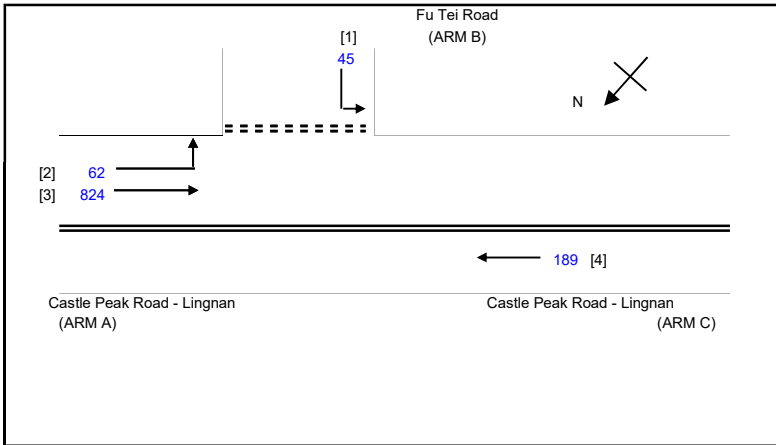 Fu Tei Road
[1] (ARM B)
45
N
[2] 62
[3] 824
189 [4]
Castle Peak Road - Lingnan Castle Peak Road - Lingnan
(ARM A) (ARM C)